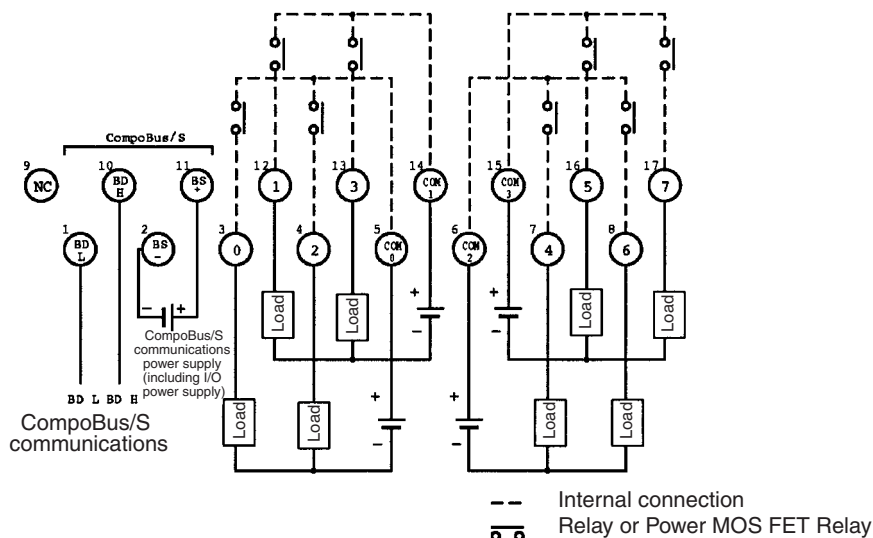 CompoBus/S
9 10 11 12 13 14 15 16 17
NC BD H BS + 1 3 COM 1 COM 3 5 7
1 2 3 4 5 6 7 8
BD L BS − 0 2 COM 0 COM 2 4 6
− +
Load Load + − + − Load Load
CompoBus/S
communications
power supply
(including I/O
power supply)
BD L BD H
CompoBus/S
communications
Load Load + − + − Load Load
Internal connection
Relay or Power MOS FET Relay